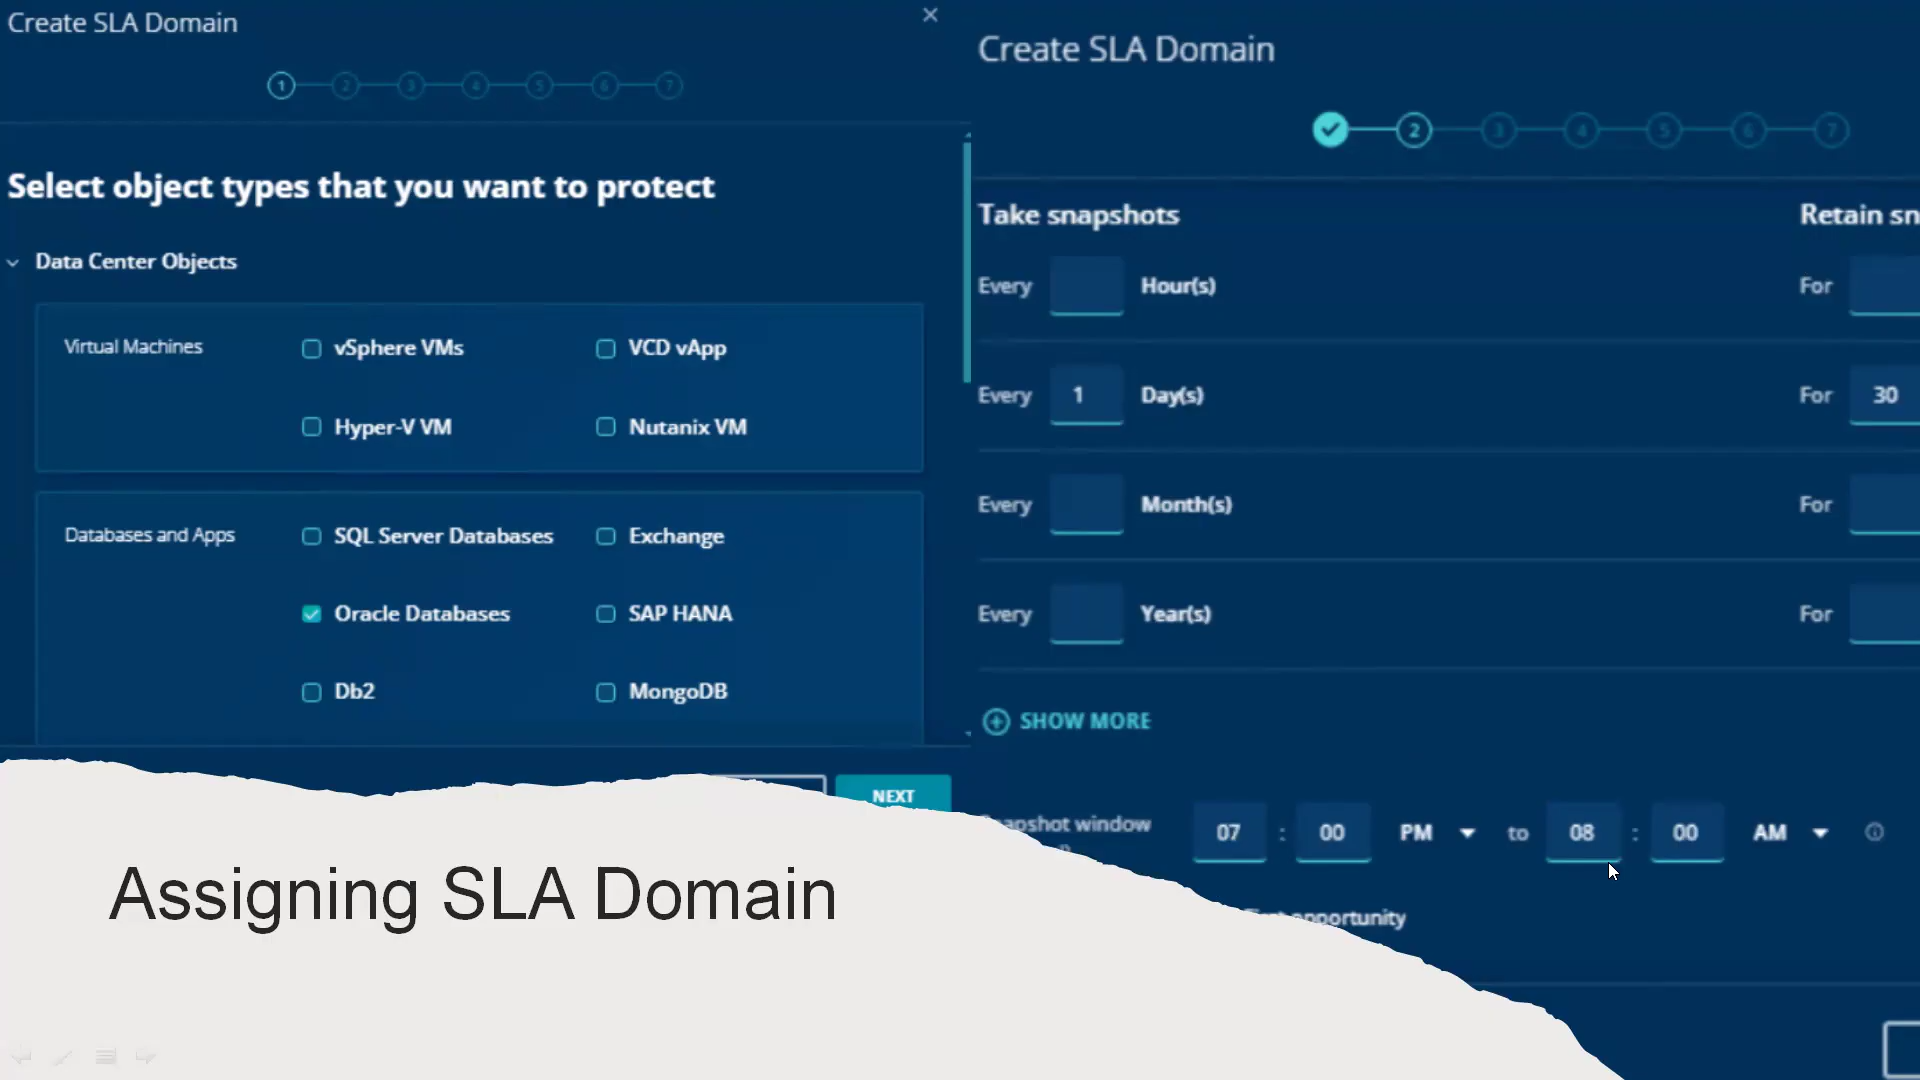 Create SLA Domain
1 2 3 4 5 6 7
Select object types that you want to protect
Data Center Objects
Virtual Machines
vSphere VMs
VCD vApp
Hyper-V VM
Nutanix VM
Databases and Apps
SQL Server Databases
Exchange
Oracle Databases
SAP HANA
Db2
MongoDB
NEXT
Create SLA Domain
2 3 4 5 6 7
Take snapshots
Retain sn
Every Hour(s) For
Every 1 Day(s) For 30
Every Month(s) For
Every Year(s) For
SHOW MORE
window 07 : 00 PM to 08 : 00 AM
opportunity
Assigning SLA Domain